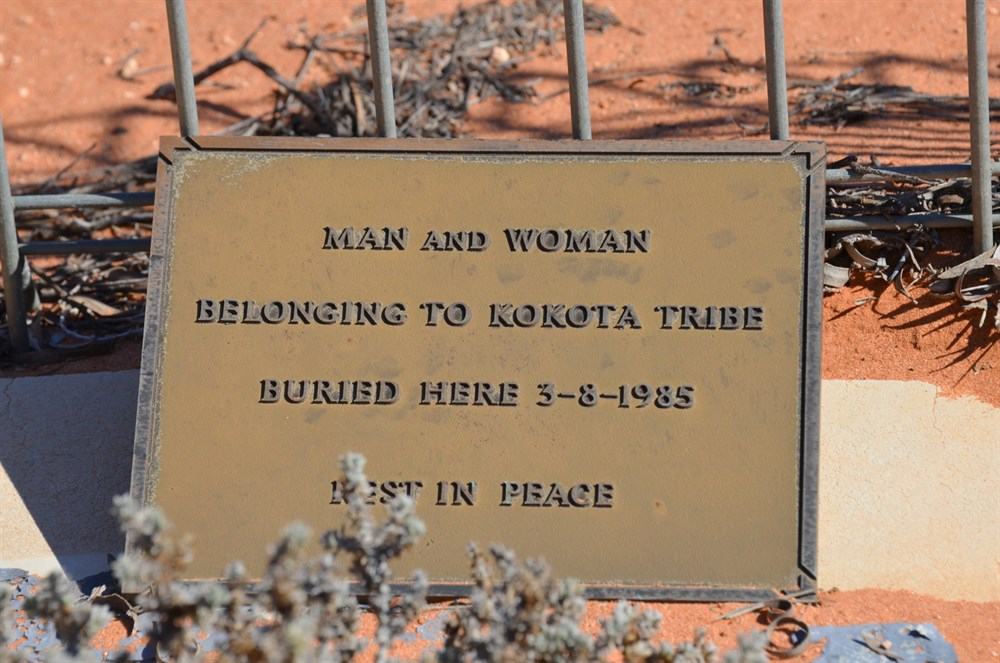 MAN AND WOMAN
BELONGING TO KOKOTA TRIBE
BURIED HERE 3-8-1985
REST IN PEACE